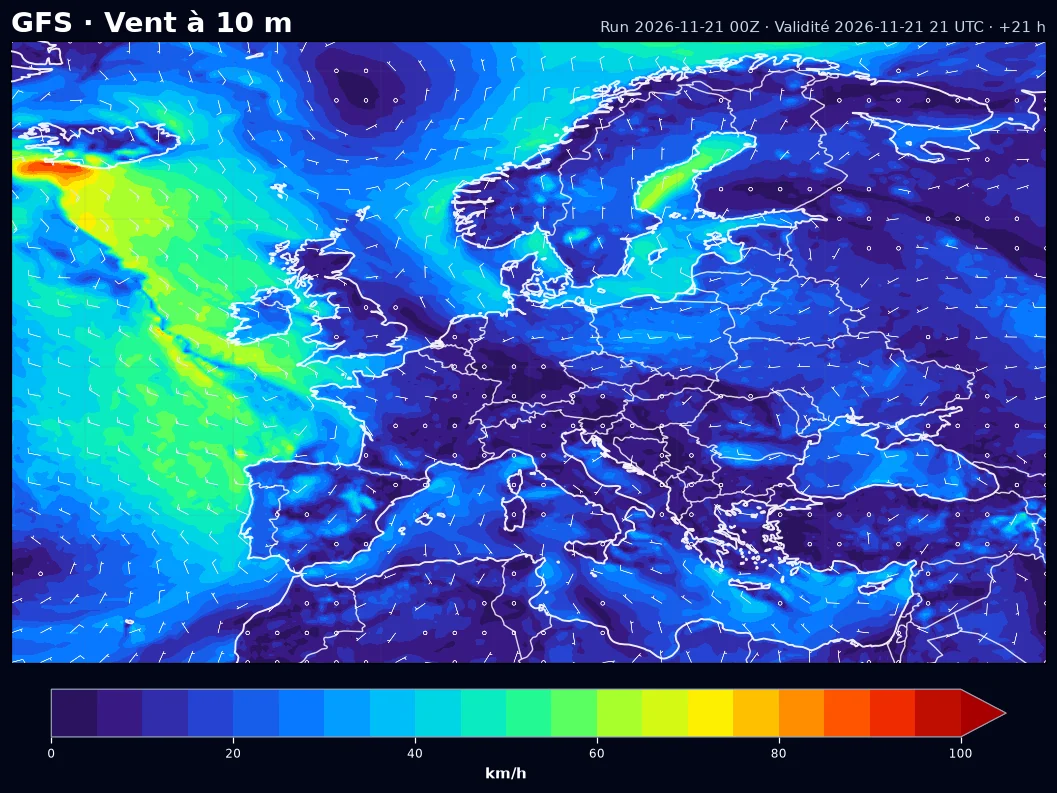 GFS · Vent à 10 m
Run 2026-11-21 00Z · Validité 2026-11-21 21 UTC · +21 h
0 20 40 60 80 100
km/h